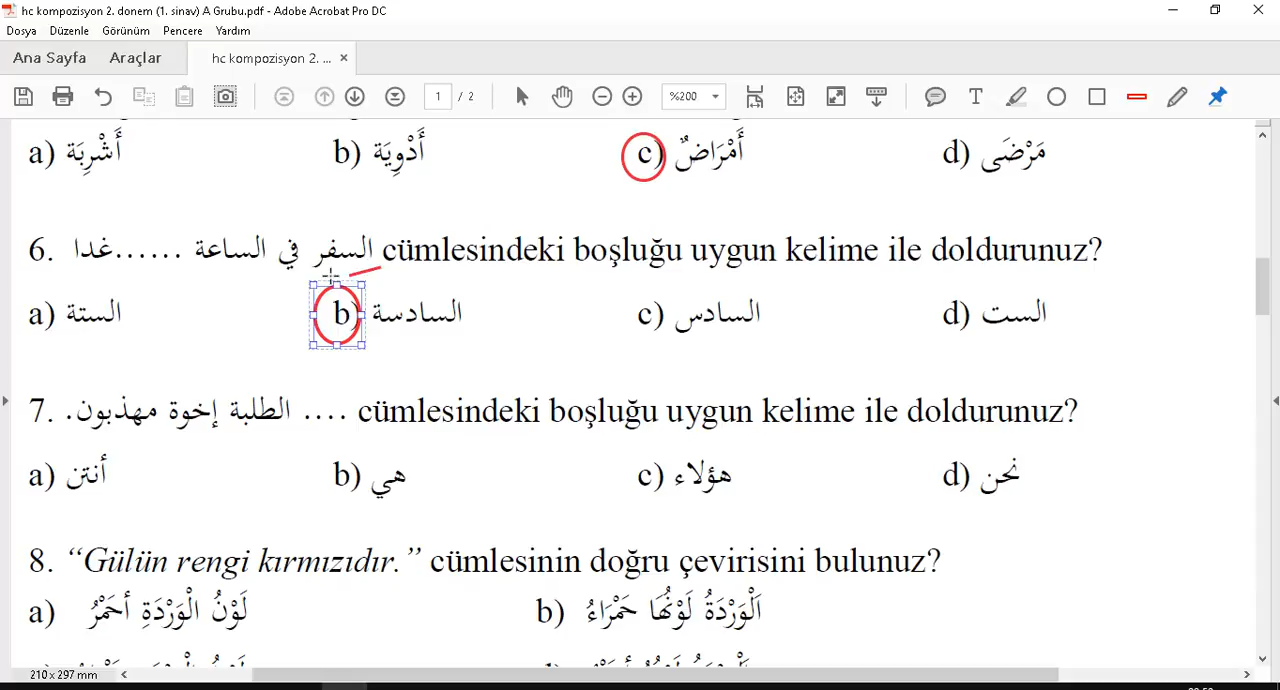 hc kompozisyon 2. donem (1. sinav) A Grubu.pdf - Adobe Acrobat Pro DC
Dosya Düzenle Görünüm Pencere Yardım
Ana Sayfa Araçlar hc kompozisyon 2. ... ×
1 / 2 %200
a) أَشْرِبَة b) أَدْوِيَة c) أَمْرَاضٌ d) مَرْضَى
6. السفر في الساعة ......غدا cümlesindeki boşluğu uygun kelime ile doldurunuz?
a) الستة b) السادسة c) السادس d) الست
7. .... الطلبة إخوة مهذبون. cümlesindeki boşluğu uygun kelime ile doldurunuz?
a) أنتن b) هي c) هؤلاء d) نحن
8. “Gülün rengi kırmızıdır.” cümlesinin doğru çevirisini bulunuz?
a) لَوْنُ الْوَرْدَةِ أحَمْرُ b) اَلْوَرْدَةُ لَوْنُهَا حَمْرَاءُ
210 x 297 mm